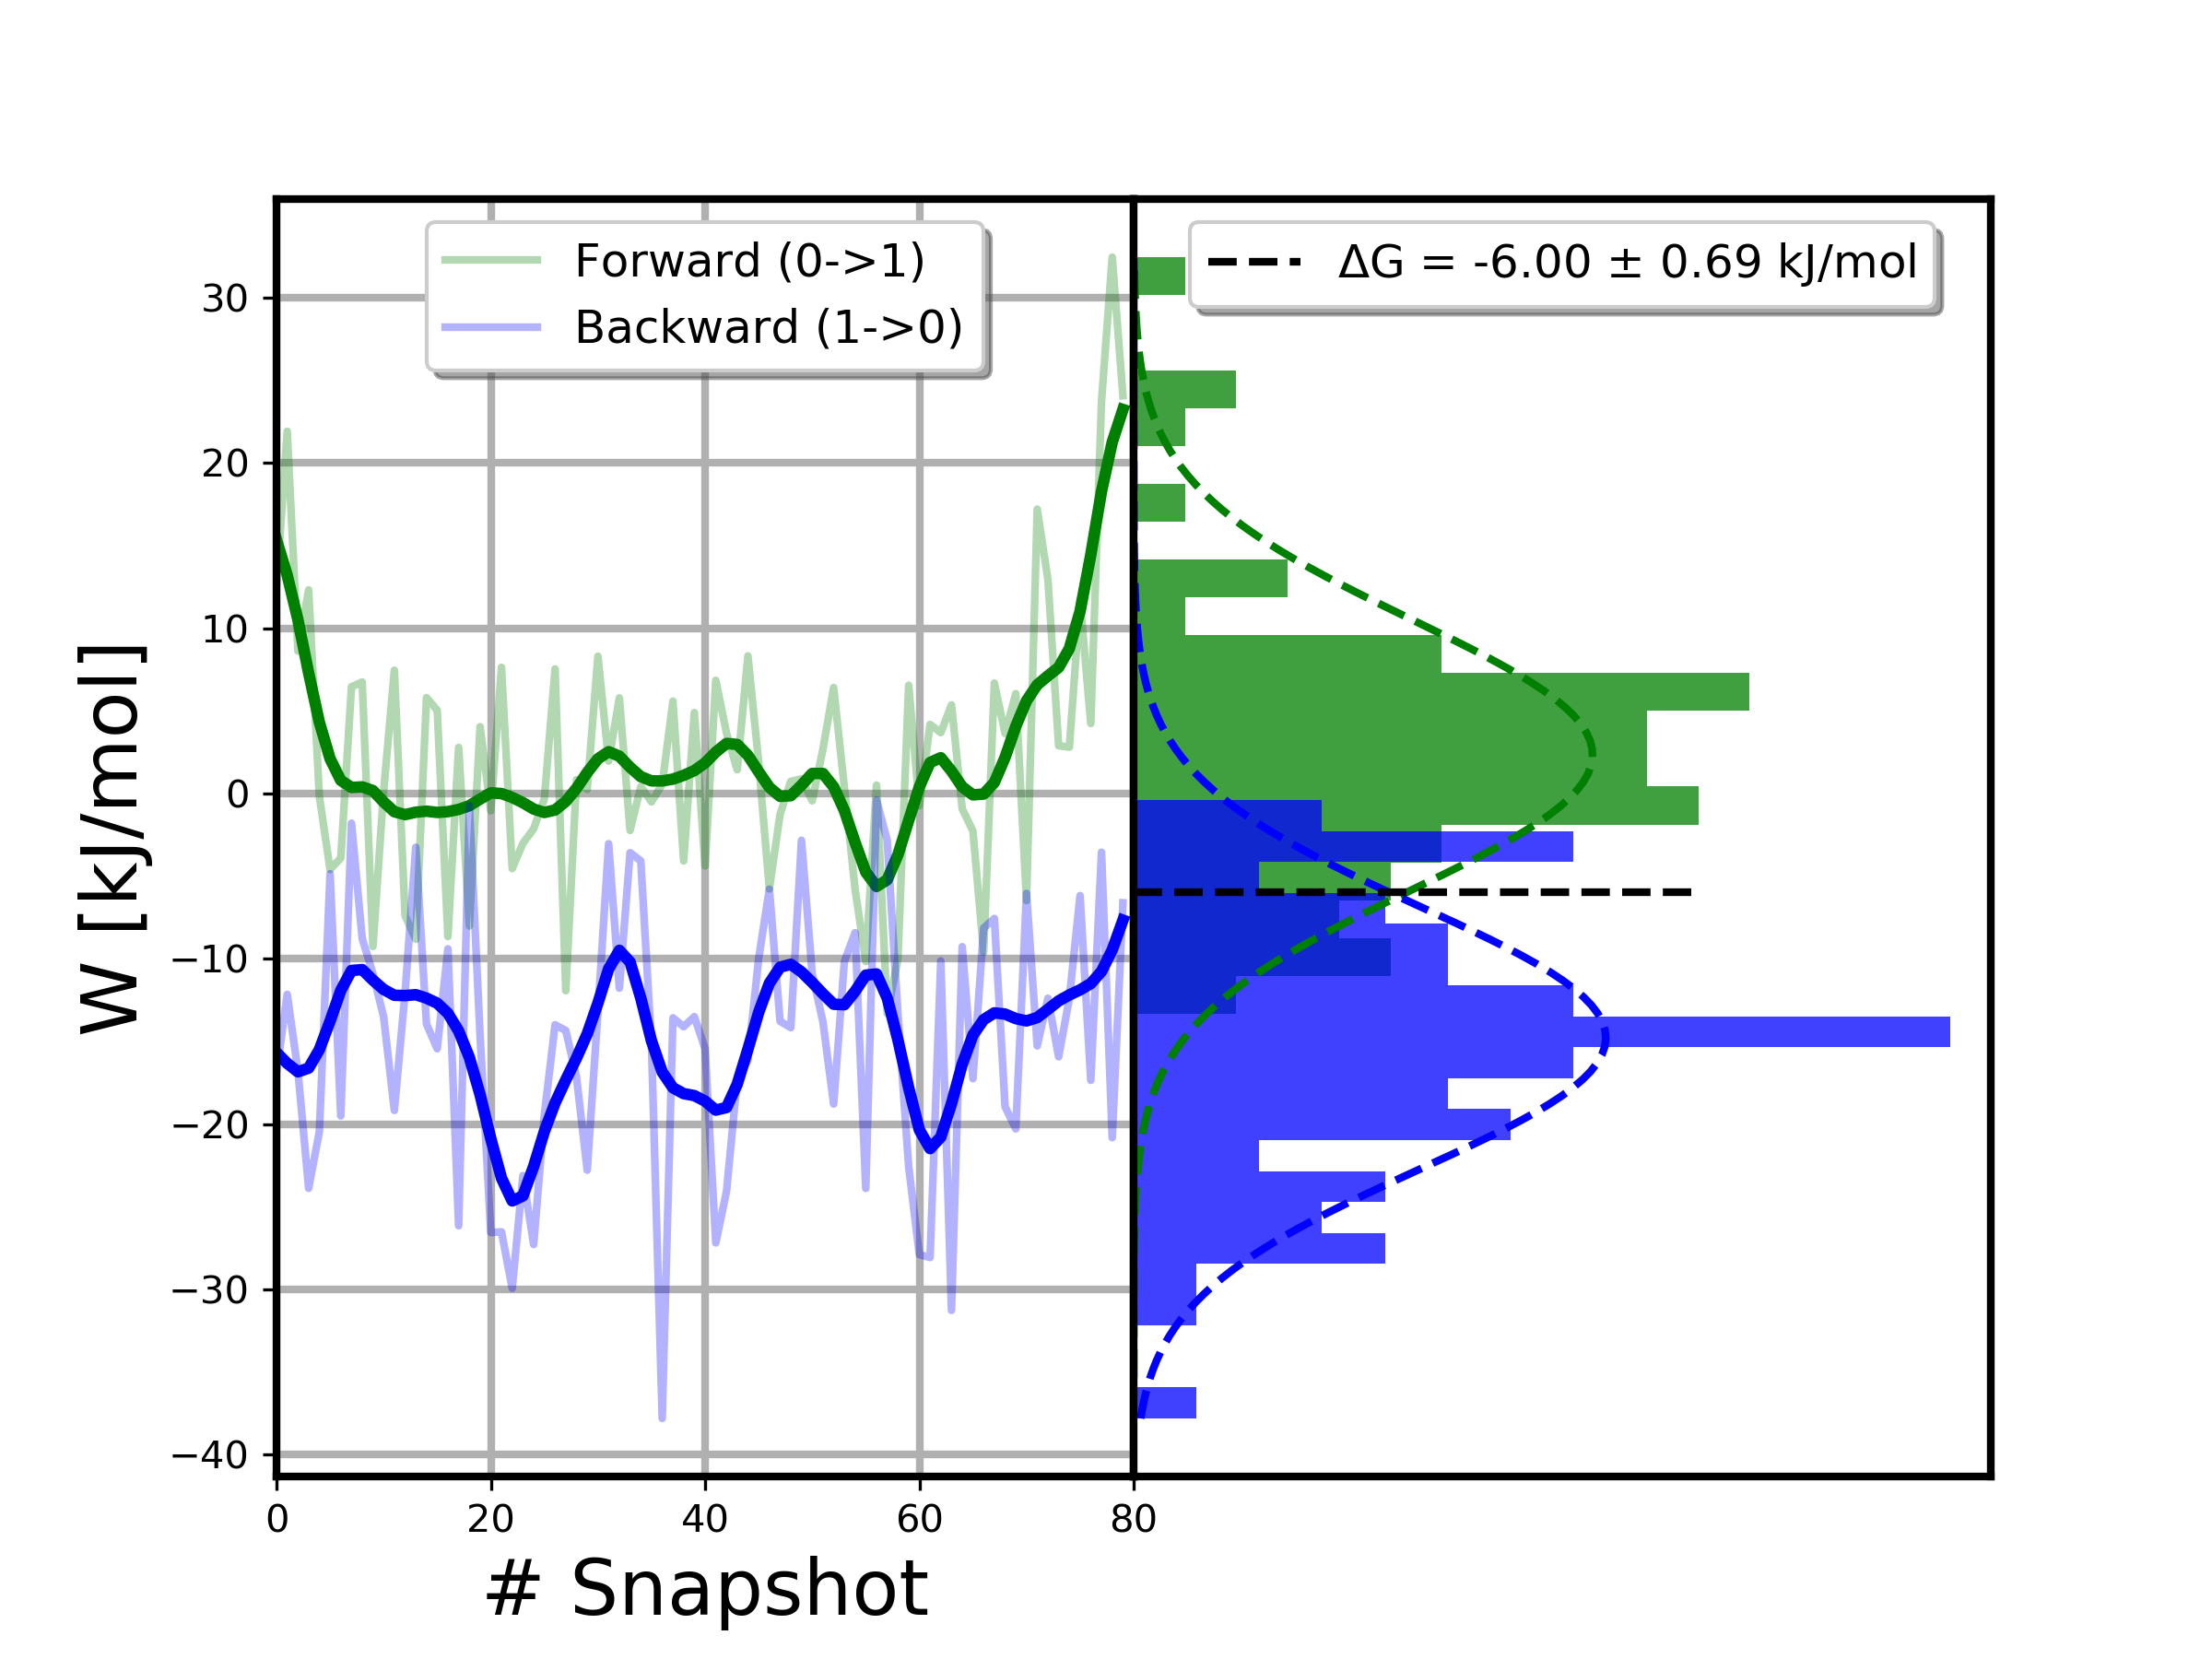 Forward (0->1)
Backward (1->0)
ΔG = -6.00 ± 0.69 kJ/mol
30
20
10
0
−10
−20
−30
−40
W [kJ/mol]
0 20 40 60 80
# Snapshot